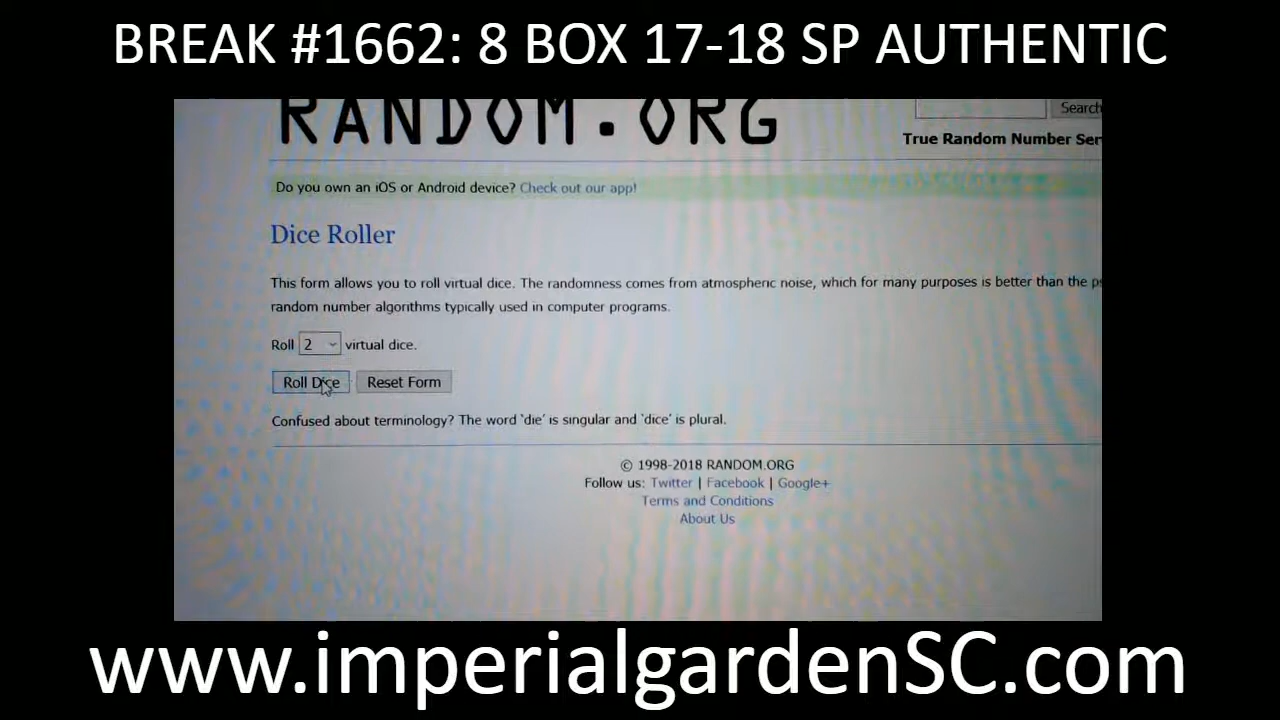 BREAK #1662: 8 BOX 17-18 SP AUTHENTIC
RANDOM.ORG
Search
True Random Number Ser
Do you own an iOS or Android device? Check out our app!
Dice Roller
This form allows you to roll virtual dice. The randomness comes from atmospheric noise, which for many purposes is better than the
random number algorithms typically used in computer programs.
Roll 2 virtual dice.
Roll Dice Reset Form
Confused about terminology? The word 'die' is singular and 'dice' is plural.
© 1998-2018 RANDOM.ORG
Follow us: Twitter | Facebook | Google+
Terms and Conditions
About Us
www.imperialgardenSC.com